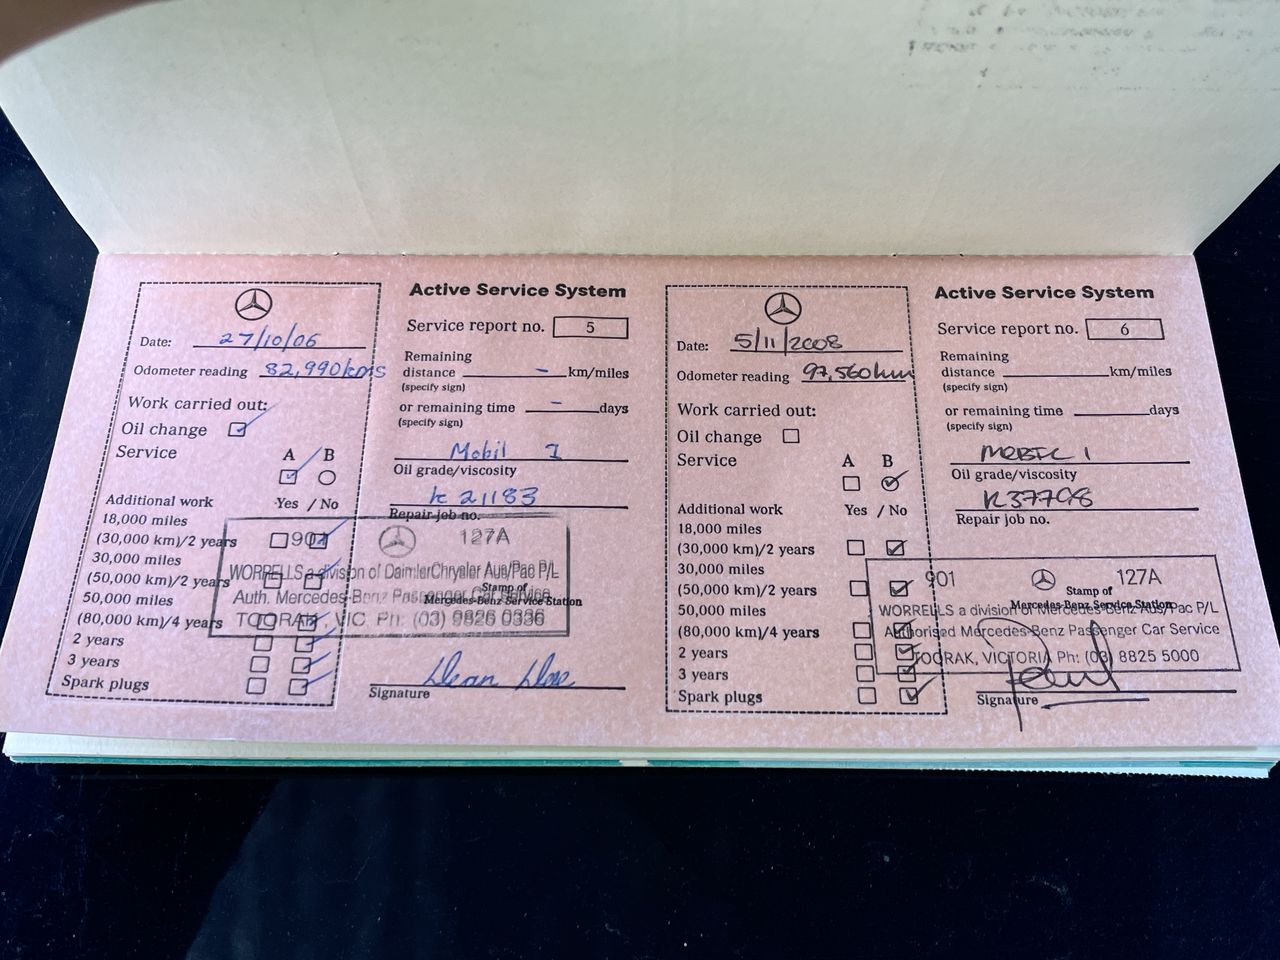 Active Service System
Service report no. 5
Date: 27/10/06
Odometer reading 82,990kms
Remaining
distance - km/miles
(specify sign)
or remaining time - days
(specify sign)
Work carried out:
Oil change
Service A B
Mobil 1
Oil grade/viscosity
K 21183
Repair job no.
Additional work Yes / No
18,000 miles
(30,000 km)/2 years
30,000 miles
(50,000 km)/2 years
50,000 miles
(80,000 km)/4 years
2 years
3 years
Spark plugs
901 127A
WORRELLS a division of DaimlerChrysler Aus/Pac P/L
Auth. Mercedes-Benz Passenger Car Service
TOORAK, VIC. Ph: (03) 9826 0336
Stamp of
Mercedes-Benz Service Station
Signature
Active Service System
Service report no. 6
Date: 5/11/2008
Odometer reading 97,560km
Remaining
distance km/miles
(specify sign)
or remaining time days
(specify sign)
Work carried out:
Oil change
Service A B
MOBIL 1
Oil grade/viscosity
K37798
Repair job no.
Additional work Yes / No
18,000 miles
(30,000 km)/2 years
30,000 miles
(50,000 km)/2 years
50,000 miles
(80,000 km)/4 years
2 years
3 years
Spark plugs
901 127A
Stamp of
Mercedes-Benz Service Station
WORRELLS a division of Mercedes-Benz Aus/Pac P/L
Authorised Mercedes-Benz Passenger Car Service
TOORAK, VICTORIA Ph: (03) 8825 5000
Signature